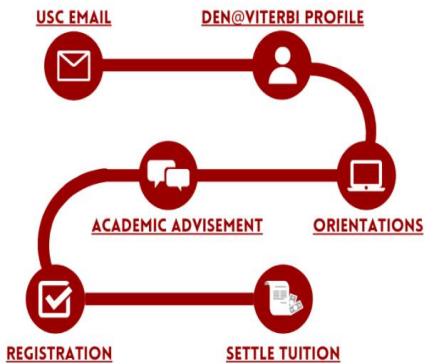 USC EMAIL
DEN@VITERBI PROFILE
ACADEMIC ADVISEMENT
ORIENTATIONS
REGISTRATION
SETTLE TUITION